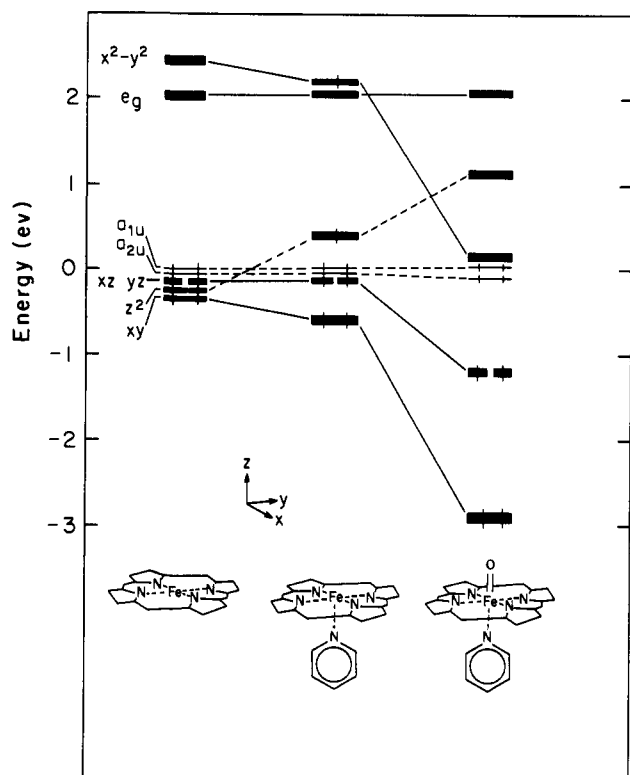 x²-y²
e_g
2
1
a₁ᵤ
a₂ᵤ
0
xz yz
z²
xy
-1
-2
-3
Energy (ev)
z
y
x
N N Fe N N
N N Fe N N
N
O
N N Fe N N
N